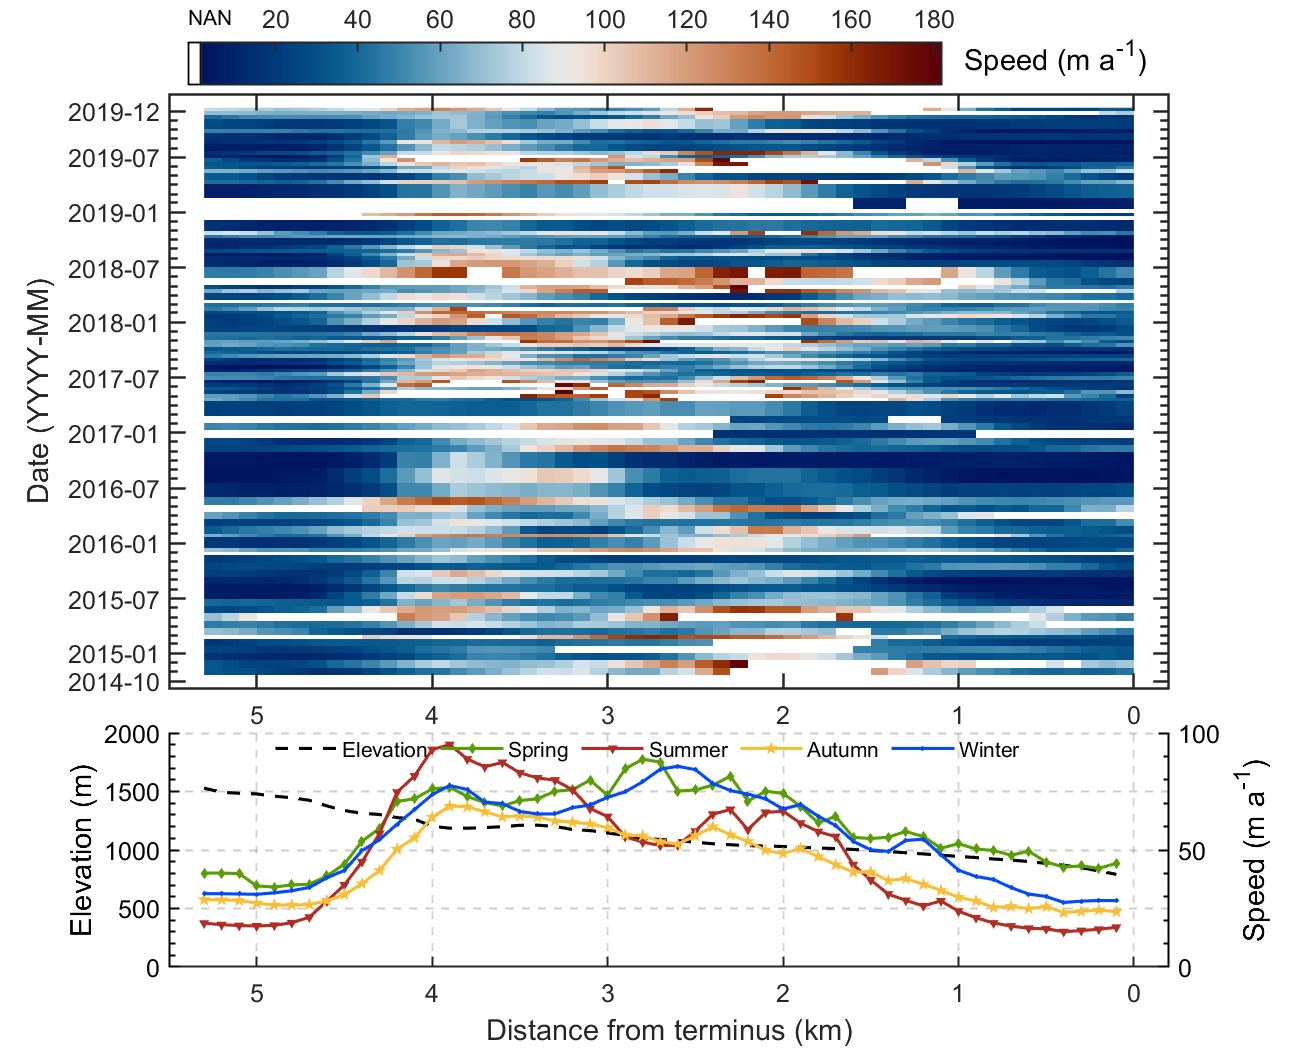 NAN 20 40 60 80 100 120 140 160 180
Speed (m a-1)
Date (YYYY-MM)
2019-12
2019-07
2019-01
2018-07
2018-01
2017-07
2017-01
2016-07
2016-01
2015-07
2015-01
2014-10
5 4 3 2 1 0
Elevation Spring Summer Autumn Winter
Elevation (m)
2000
1500
1000
500
0
100
50
0
Speed (m a-1)
5 4 3 2 1 0
Distance from terminus (km)